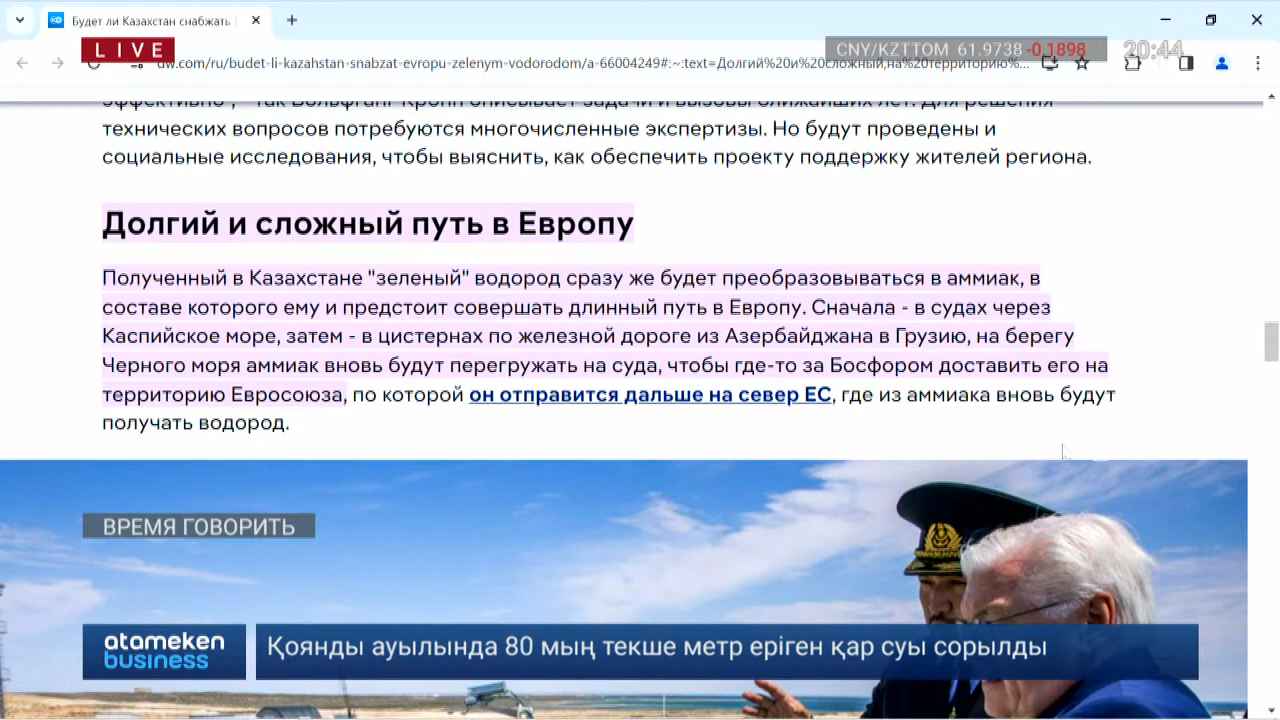 Будет ли Казахстан снабжать
LIVE
CNY/KZTTOM 61.9738 -0,1898
20:44
dw.com/ru/budet-li-kazahstan-snabzat-evropu-zelenym-vodorodom/a-66004249#:~:text=Долгий%20и%20сложный,на%20территорию%...
эффективно", - так Вольфганг Кропп описывает задачи и вызовы ближайших лет. Для решения
технических вопросов потребуются многочисленные экспертизы. Но будут проведены и
социальные исследования, чтобы выяснить, как обеспечить проекту поддержку жителей региона.
Долгий и сложный путь в Европу
Полученный в Казахстане "зеленый" водород сразу же будет преобразовываться в аммиак, в
составе которого ему и предстоит совершать длинный путь в Европу. Сначала - в судах через
Каспийское море, затем - в цистернах по железной дороге из Азербайджана в Грузию, на берегу
Черного моря аммиак вновь будут перегружать на суда, чтобы где-то за Босфором доставить его на
территорию Евросоюза, по которой он отправится дальше на север ЕС, где из аммиака вновь будут
получать водород.
ВРЕМЯ ГОВОРИТЬ
atameken
business
Қоянды ауылында 80 мың текше метр еріген қар суы сорылды